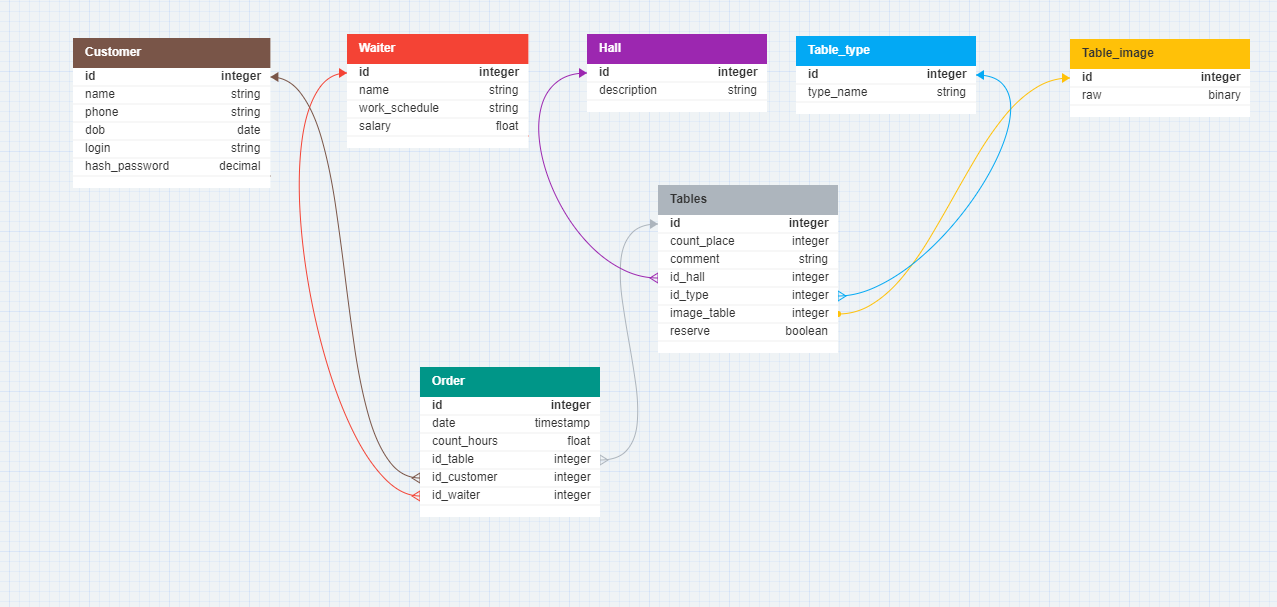 Customer
id integer
name string
phone string
dob date
login string
hash_password decimal
Waiter
id integer
name string
work_schedule string
salary float
Hall
id integer
description string
Table_type
id integer
type_name string
Table_image
id integer
raw binary
Tables
id integer
count_place integer
comment string
id_hall integer
id_type integer
image_table integer
reserve boolean
Order
id integer
date timestamp
count_hours float
id_table integer
id_customer integer
id_waiter integer